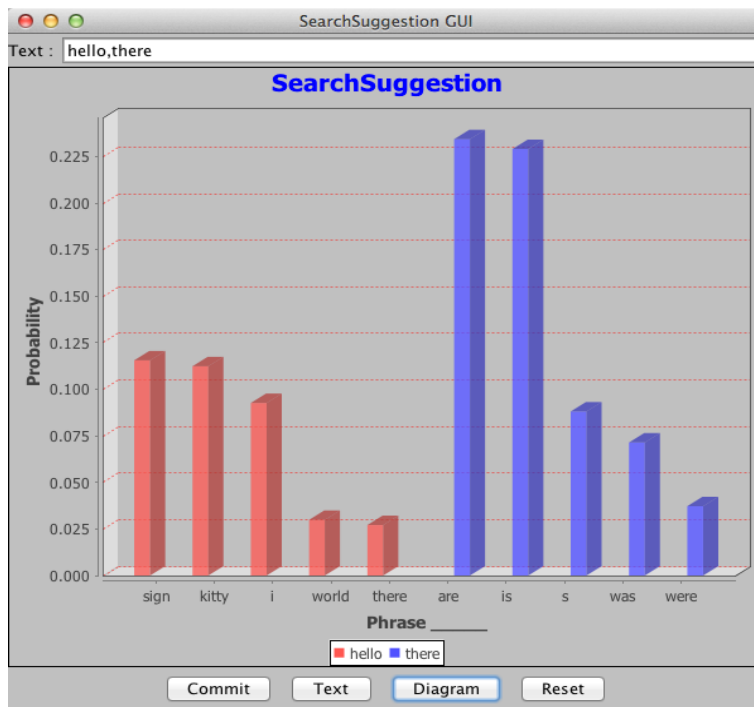 SearchSuggestion GUI
Text : hello,there
SearchSuggestion
Probability
0.225
0.200
0.175
0.150
0.125
0.100
0.075
0.050
0.025
0.000
sign kitty i world there are is s was were
Phrase ______
hello there
Commit Text Diagram Reset